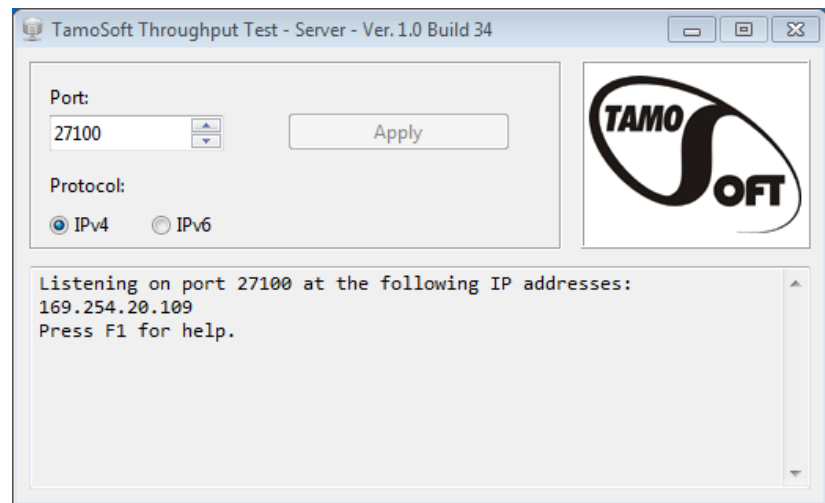 TamoSoft Throughput Test - Server - Ver. 1.0 Build 34
Port:
27100
Apply
Protocol:
IPv4
IPv6
TAMO
SOFT
Listening on port 27100 at the following IP addresses:
169.254.20.109
Press F1 for help.